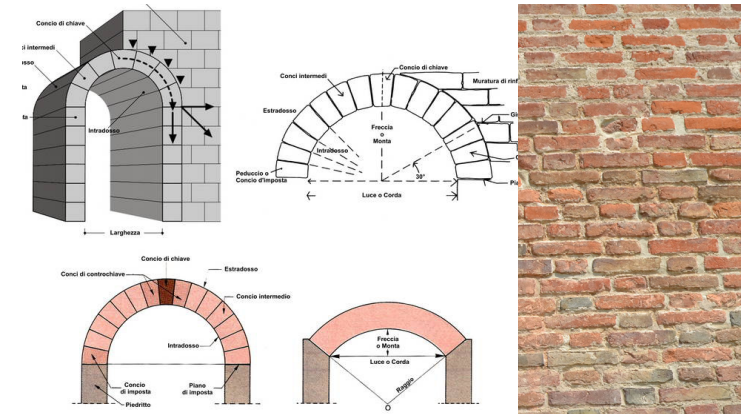 Concio di chiave
ci intermedi
Intradosso
Larghezza
Concio di chiave
Conci intermedi
Muratura di rinf
Estradosso
Freccia
o
Monta
Intradosso
30°
Peduccio o
Concio d'imposta
Luce o Corda
Concio di chiave
Conci di controchiave
Estradosso
Concio intermedio
Intradosso
Concio
di imposta
Piano
di imposta
Piedritto
Freccia
o Monta
Luce o Corda
Raggio
O